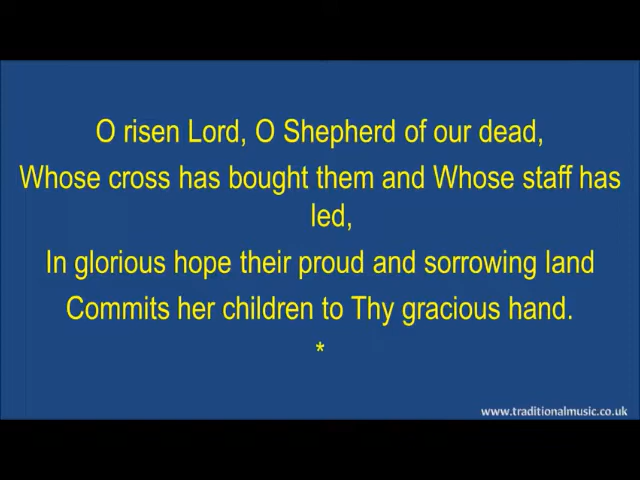 O risen Lord, O Shepherd of our dead,
Whose cross has bought them and Whose staff has
led,
In glorious hope their proud and sorrowing land
Commits her children to Thy gracious hand.
*
www.traditionalmusic.co.uk